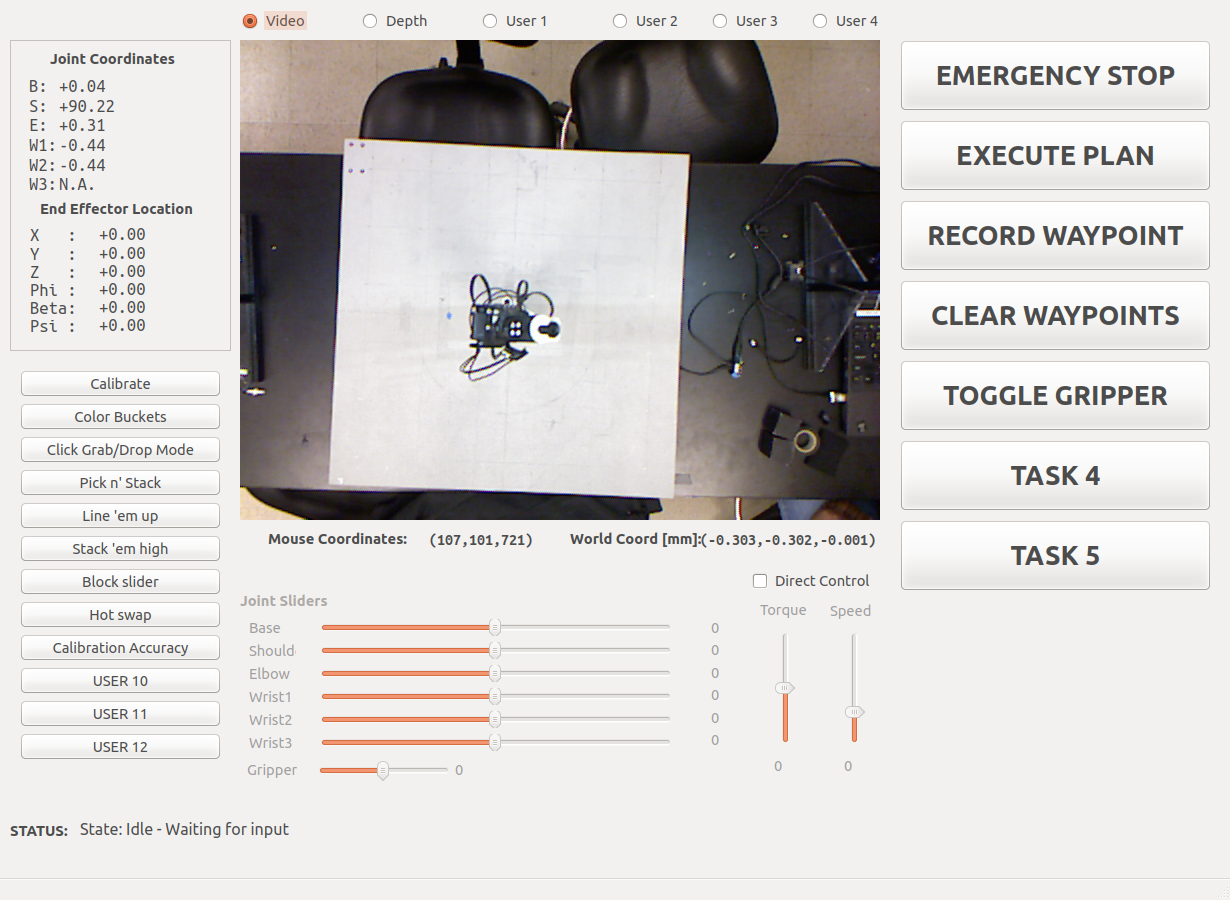 Video Depth User 1 User 2 User 3 User 4
Joint Coordinates
B: +0.04
S: +90.22
E: +0.31
W1:-0.44
W2:-0.44
W3:N.A.
End Effector Location
X : +0.00
Y : +0.00
Z : +0.00
Phi : +0.00
Beta: +0.00
Psi : +0.00
Calibrate
Color Buckets
Click Grab/Drop Mode
Pick n' Stack
Line 'em up
Stack 'em high
Block slider
Hot swap
Calibration Accuracy
USER 10
USER 11
USER 12
Mouse Coordinates: (107,101,721) World Coord [mm]:(-0.303,-0.302,-0.001)
Direct Control
Joint Sliders
Torque Speed
Base 0
Should 0
Elbow 0
Wrist1 0
Wrist2 0
Wrist3 0
Gripper 0
0 0
EMERGENCY STOP
EXECUTE PLAN
RECORD WAYPOINT
CLEAR WAYPOINTS
TOGGLE GRIPPER
TASK 4
TASK 5
STATUS: State: Idle - Waiting for input